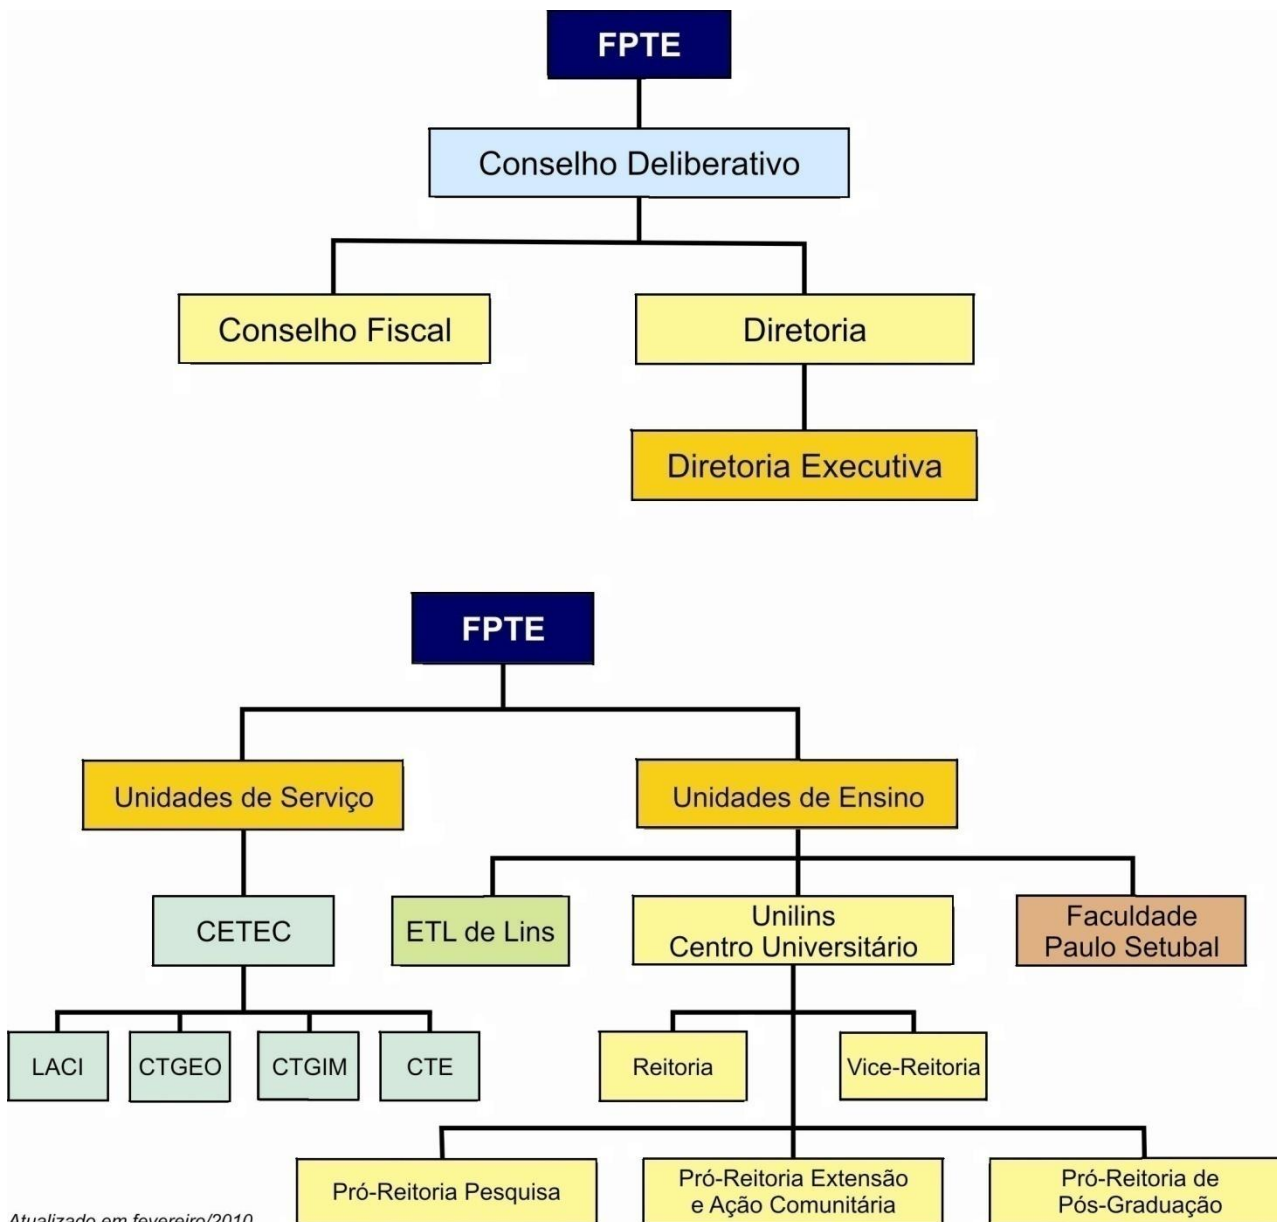 FPTE
Conselho Deliberativo
Conselho Fiscal
Diretoria
Diretoria Executiva
FPTE
Unidades de Serviço
Unidades de Ensino
CETEC
ETL de Lins
Unilins
Centro Universitário
Faculdade
Paulo Setubal
LACI
CTGEO
CTGIM
CTE
Reitoria
Vice-Reitoria
Pró-Reitoria Pesquisa
Pró-Reitoria Extensão
e Ação Comunitária
Pró-Reitoria de
Pós-Graduação
Atualizado em fevereiro/2010